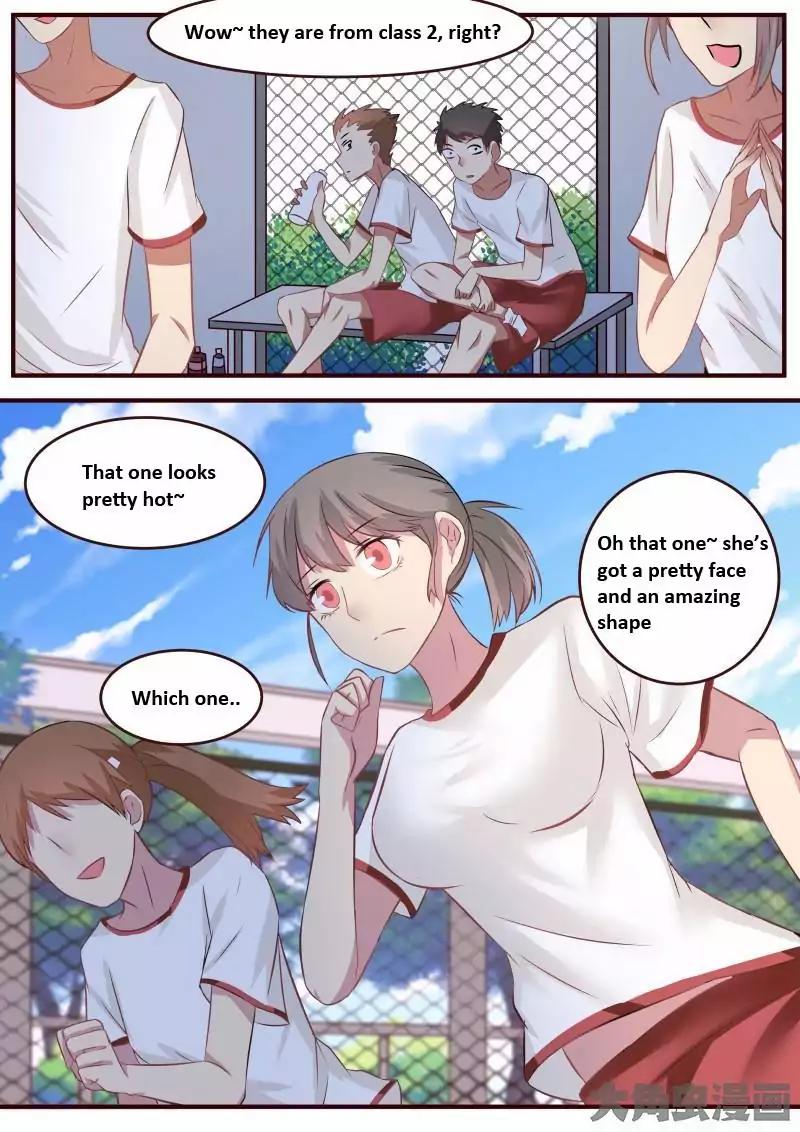 Wow~ they are from class 2, right?
That one looks
pretty hot~
Oh that one~ she's
got a pretty face
and an amazing
shape
Which one..
大角虫漫画